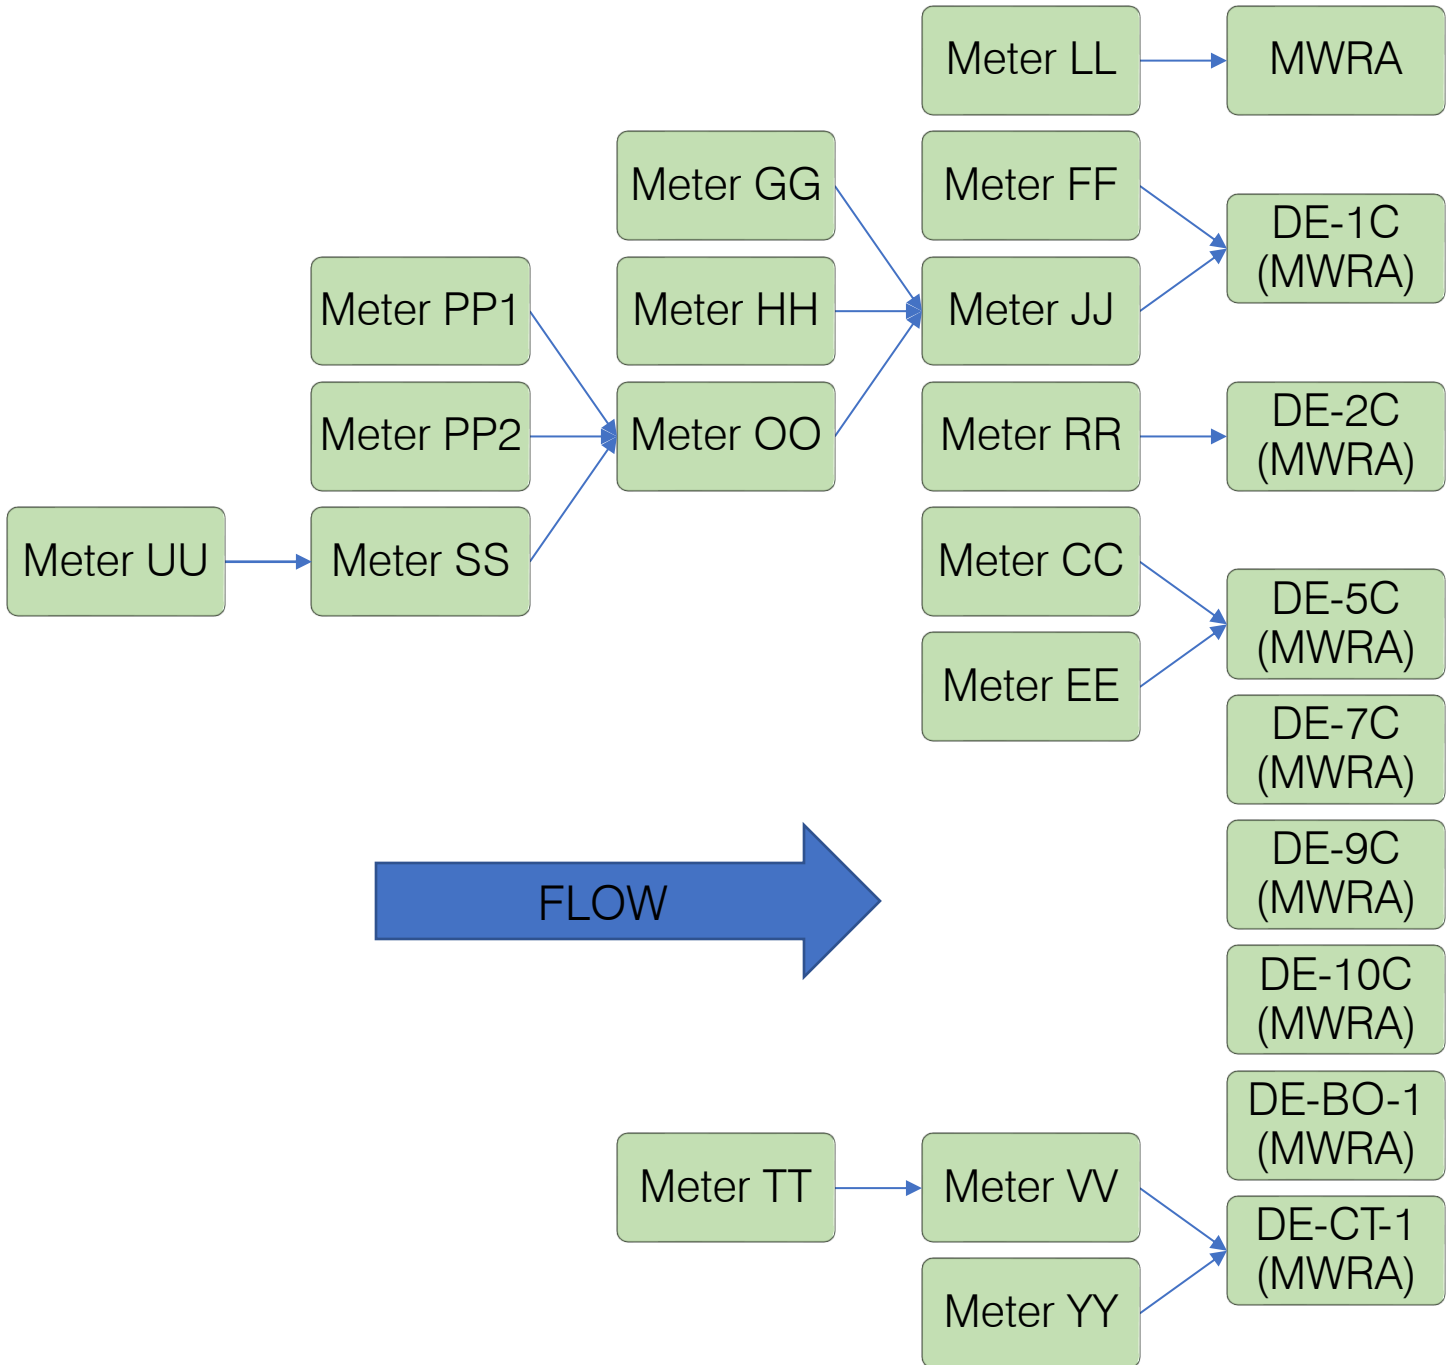 Meter LL
MWRA
Meter GG
Meter FF
DE-1C
(MWRA)
Meter PP1
Meter HH
Meter JJ
Meter PP2
Meter OO
Meter RR
DE-2C
(MWRA)
Meter UU
Meter SS
Meter CC
DE-5C
(MWRA)
Meter EE
DE-7C
(MWRA)
FLOW
DE-9C
(MWRA)
DE-10C
(MWRA)
DE-BO-1
(MWRA)
Meter TT
Meter VV
DE-CT-1
(MWRA)
Meter YY